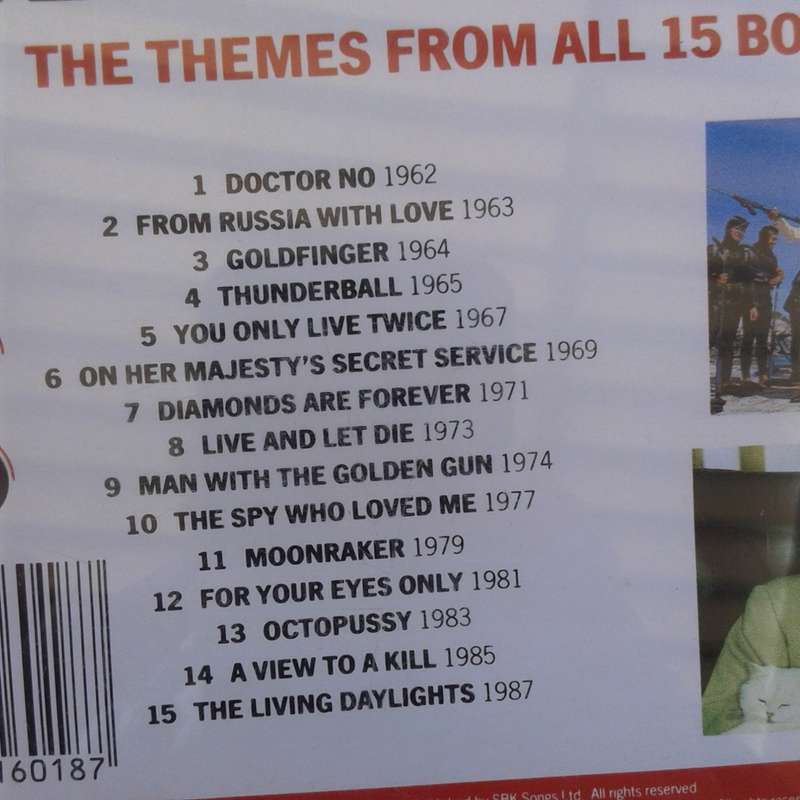 THE THEMES FROM ALL 15 BO
1 DOCTOR NO 1962
2 FROM RUSSIA WITH LOVE 1963
3 GOLDFINGER 1964
4 THUNDERBALL 1965
5 YOU ONLY LIVE TWICE 1967
6 ON HER MAJESTY'S SECRET SERVICE 1969
7 DIAMONDS ARE FOREVER 1971
8 LIVE AND LET DIE 1973
9 MAN WITH THE GOLDEN GUN 1974
10 THE SPY WHO LOVED ME 1977
11 MOONRAKER 1979
12 FOR YOUR EYES ONLY 1981
13 OCTOPUSSY 1983
14 A VIEW TO A KILL 1985
15 THE LIVING DAYLIGHTS 1987
160187
by SBK Songs Ltd. All rights reserved